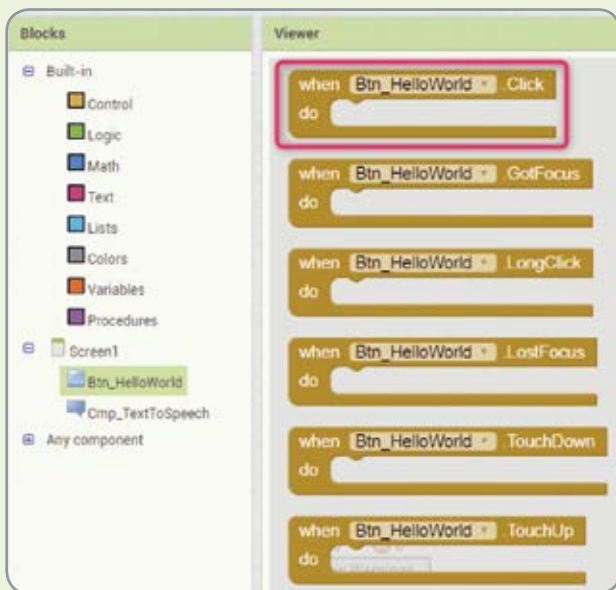 Blocks
Built-in
Control
Logic
Math
Text
Lists
Colors
Variables
Procedures
Screen1
Btn_HelloWorld
Cmp_TextToSpeech
Any component
Viewer
when Btn_HelloWorld .Click
do
when Btn_HelloWorld .GotFocus
do
when Btn_HelloWorld .LongClick
do
when Btn_HelloWorld .LostFocus
do
when Btn_HelloWorld .TouchDown
do
when Btn_HelloWorld .TouchUp
do
Warnings